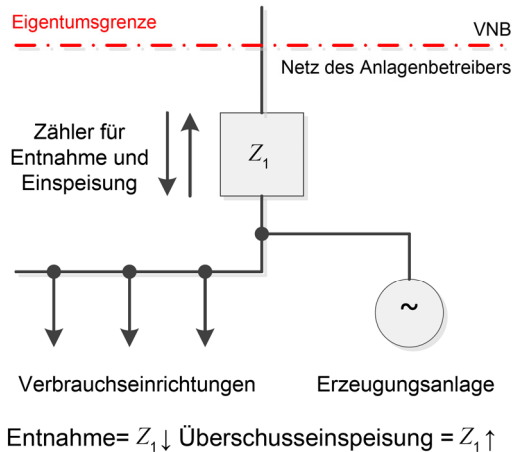 Eigentumsgrenze
VNB
Netz des Anlagenbetreibers
Zähler für
Entnahme und
Einspeisung
Z₁
~
Verbrauchseinrichtungen
Erzeugungsanlage
Entnahme= Z₁↓ Überschusseinspeisung = Z₁↑